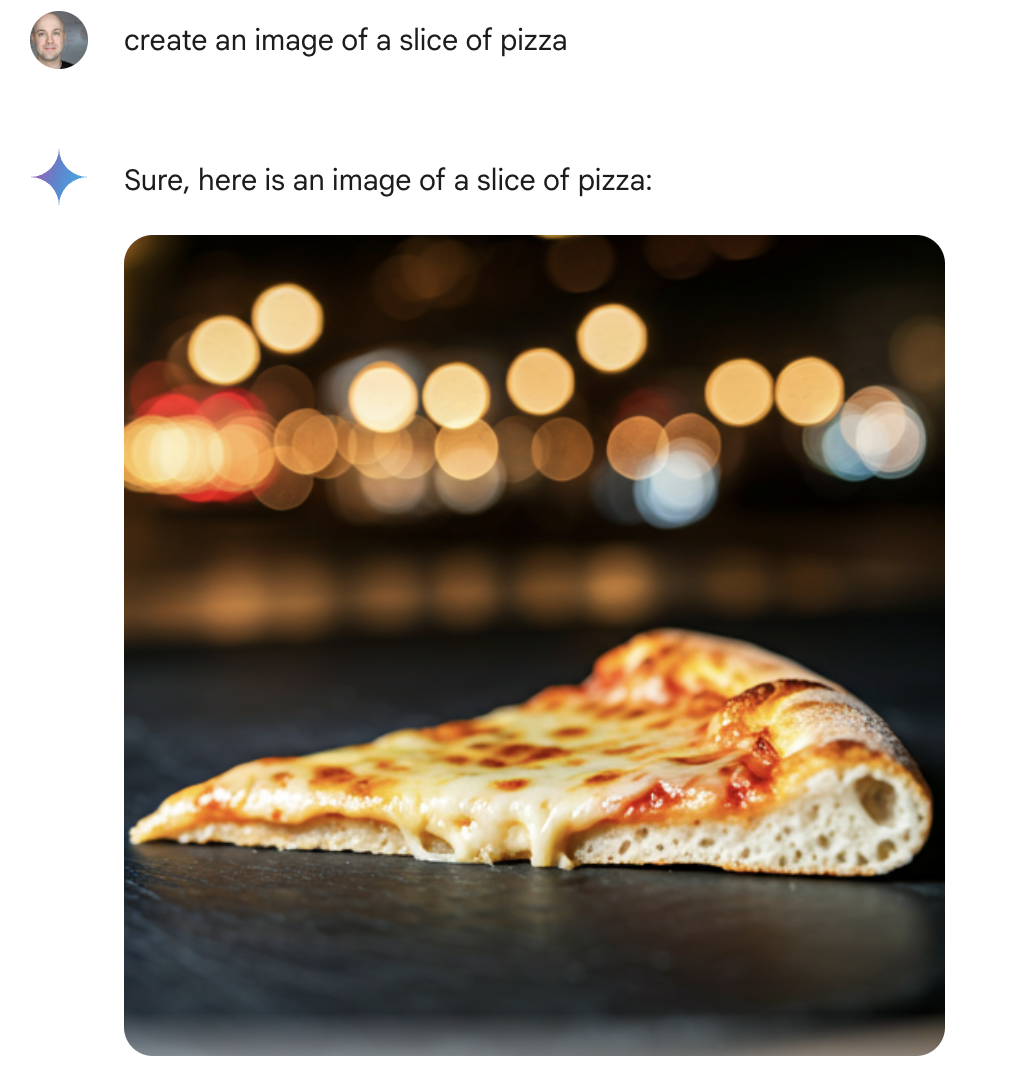 create an image of a slice of pizza
Sure, here is an image of a slice of pizza: